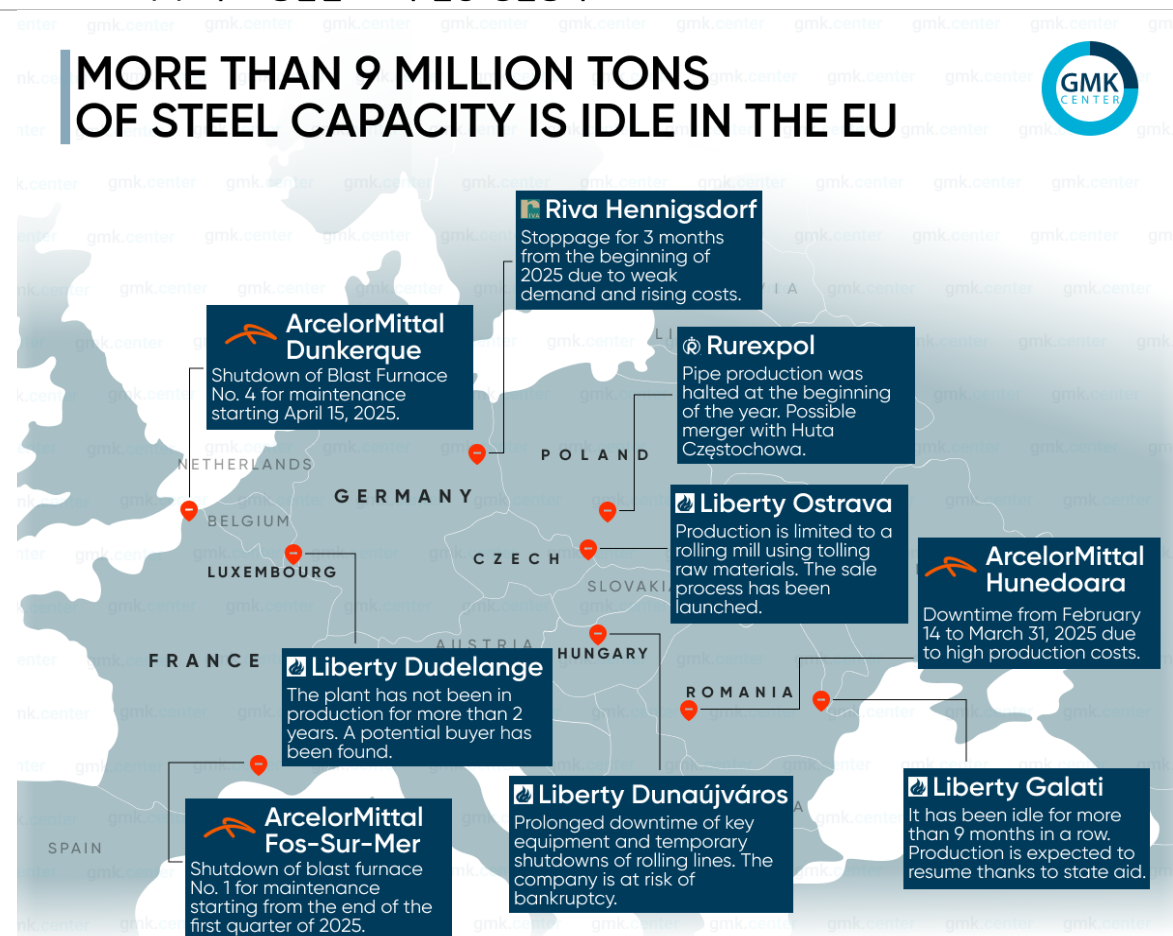 MORE THAN 9 MILLION TONS
OF STEEL CAPACITY IS IDLE IN THE EU
GMK
CENTER
Riva Hennigsdorf
Stoppage for 3 months
from the beginning of
2025 due to weak
demand and rising costs.
ArcelorMittal
Dunkerque
Shutdown of Blast Furnace
No. 4 for maintenance
starting April 15, 2025.
Rurexpol
Pipe production was
halted at the beginning
of the year. Possible
merger with Huta
Częstochowa.
NETHERLANDS
POLAND
GERMANY
BELGIUM
Liberty Ostrava
Production is limited to a
rolling mill using tolling
raw materials. The sale
process has been
launched.
CZECH
LUXEMBOURG
SLOVAKI
ArcelorMittal
Hunedoara
Downtime from February
14 to March 31, 2025 due
to high production costs.
AUSTRIA
HUNGARY
FRANCE
Liberty Dudelange
The plant has not been in
production for more than 2
years. A potential buyer has
been found.
ROMANIA
ArcelorMittal
Fos-Sur-Mer
Shutdown of blast furnace
No. 1 for maintenance
starting from the end of the
first quarter of 2025.
Liberty Dunaújváros
Prolonged downtime of key
equipment and temporary
shutdowns of rolling lines. The
company is at risk of
bankruptcy.
Liberty Galati
It has been idle for more
than 9 months in a row.
Production is expected to
resume thanks to state aid.
SPAIN
gmk.center